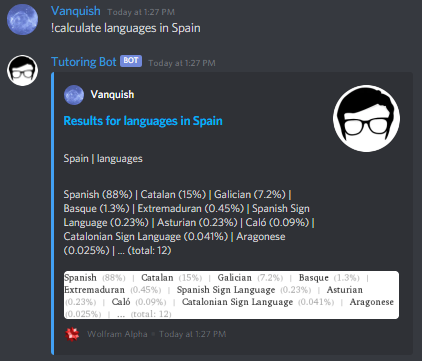 Vanquish Today at 1:27 PM
!calculate languages in Spain
Tutoring Bot BOT Today at 1:27 PM
Vanquish
Results for languages in Spain
Spain | languages
Spanish (88%) | Catalan (15%) | Galician (7.2%) |
Basque (1.3%) | Extremaduran (0.45%) | Spanish Sign
Language (0.23%) | Asturian (0.23%) | Caló (0.09%) |
Catalonian Sign Language (0.041%) | Aragonese
(0.025%) | ... (total: 12)
Spanish (88%) | Catalan (15%) | Galician (7.2%) | Basque (1.3%) |
Extremaduran (0.45%) | Spanish Sign Language (0.23%) | Asturian
(0.23%) | Caló (0.09%) | Catalonian Sign Language (0.041%) | Aragonese
(0.025%) | ... (total: 12)
Wolfram Alpha • Today at 1:27 PM